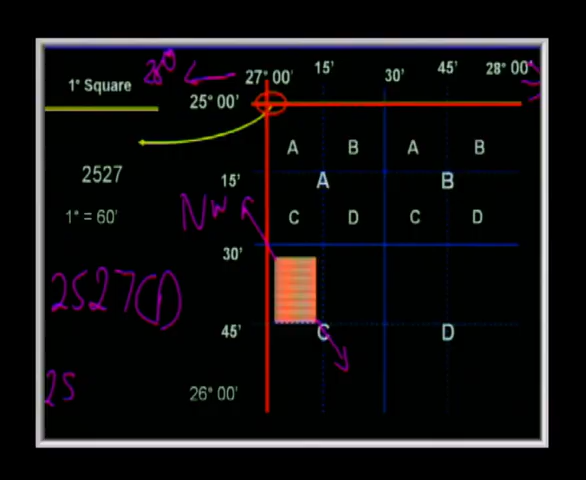 1° Square
28°
27° 00' 15' 30' 45' 28° 00'
25° 00'
A B A B
2527
15' A B
1° = 60'
NW
C D C D
30'
2527
45' C D
25
26° 00'